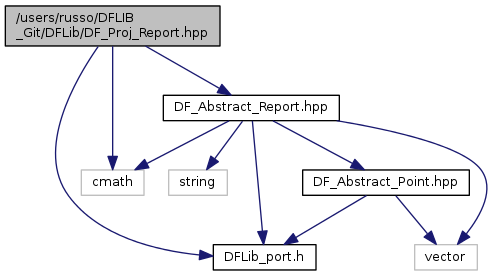 /users/russo/DFLIB
_Git/DFLib/DF_Proj_Report.hpp
DF_Abstract_Report.hpp
cmath
string
DF_Abstract_Point.hpp
DFLib_port.h
vector